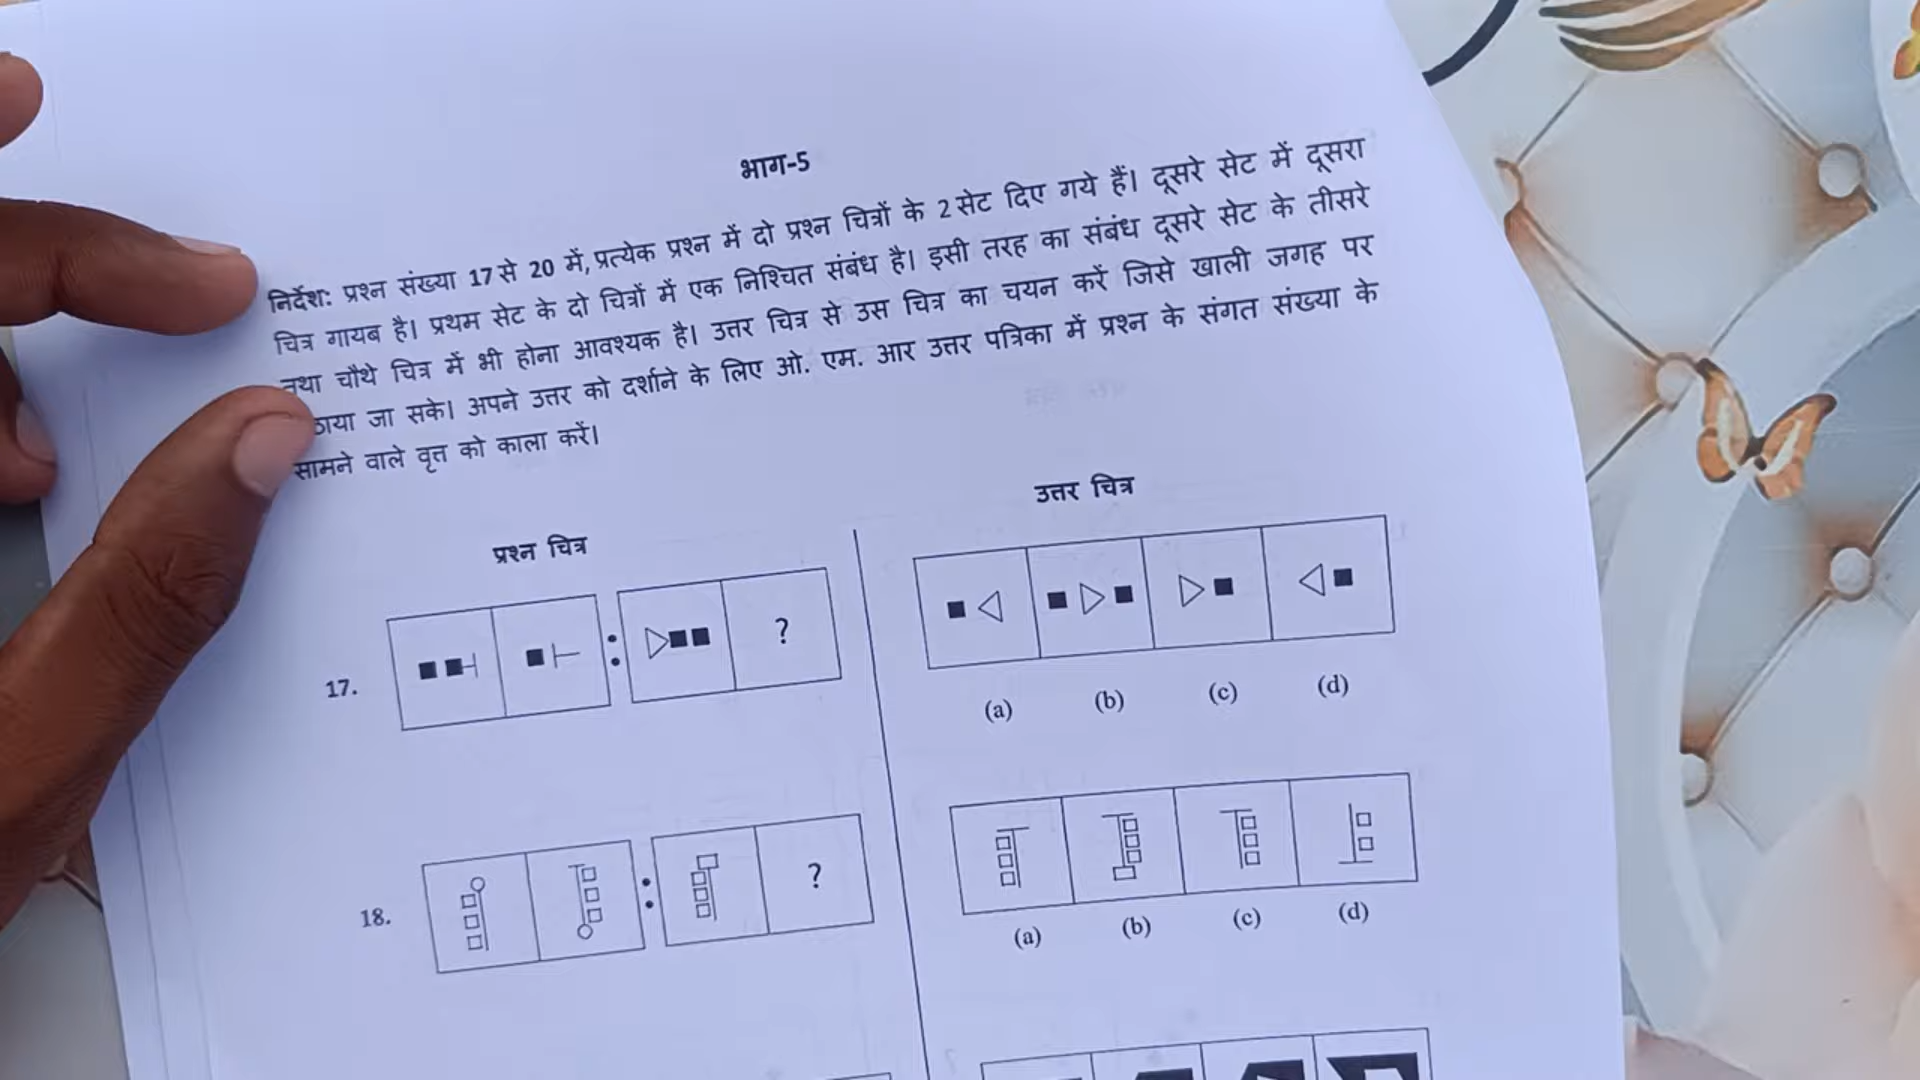 भाग-5
निर्देश: प्रश्न संख्या 17 से 20 में, प्रत्येक प्रश्न में दो प्रश्न चित्रों के 2 सेट दिए गये हैं। दूसरे सेट में दूसरा
चित्र गायब है। प्रथम सेट के दो चित्रों में एक निश्चित संबंध है। इसी तरह का संबंध दूसरे सेट के तीसरे
तथा चौथे चित्र में भी होना आवश्यक है। उत्तर चित्र से उस चित्र का चयन करें जिसे खाली जगह पर
जा सके। अपने उत्तर को दर्शाने के लिए ओ. एम. आर उत्तर पत्रिका में प्रश्न के संगत संख्या के
सामने वाले वृत्त को काला करें।
प्रश्न चित्र
उत्तर चित्र
17.
: ?
(a) (b) (c) (d)
18.
: ?
(a) (b) (c) (d)